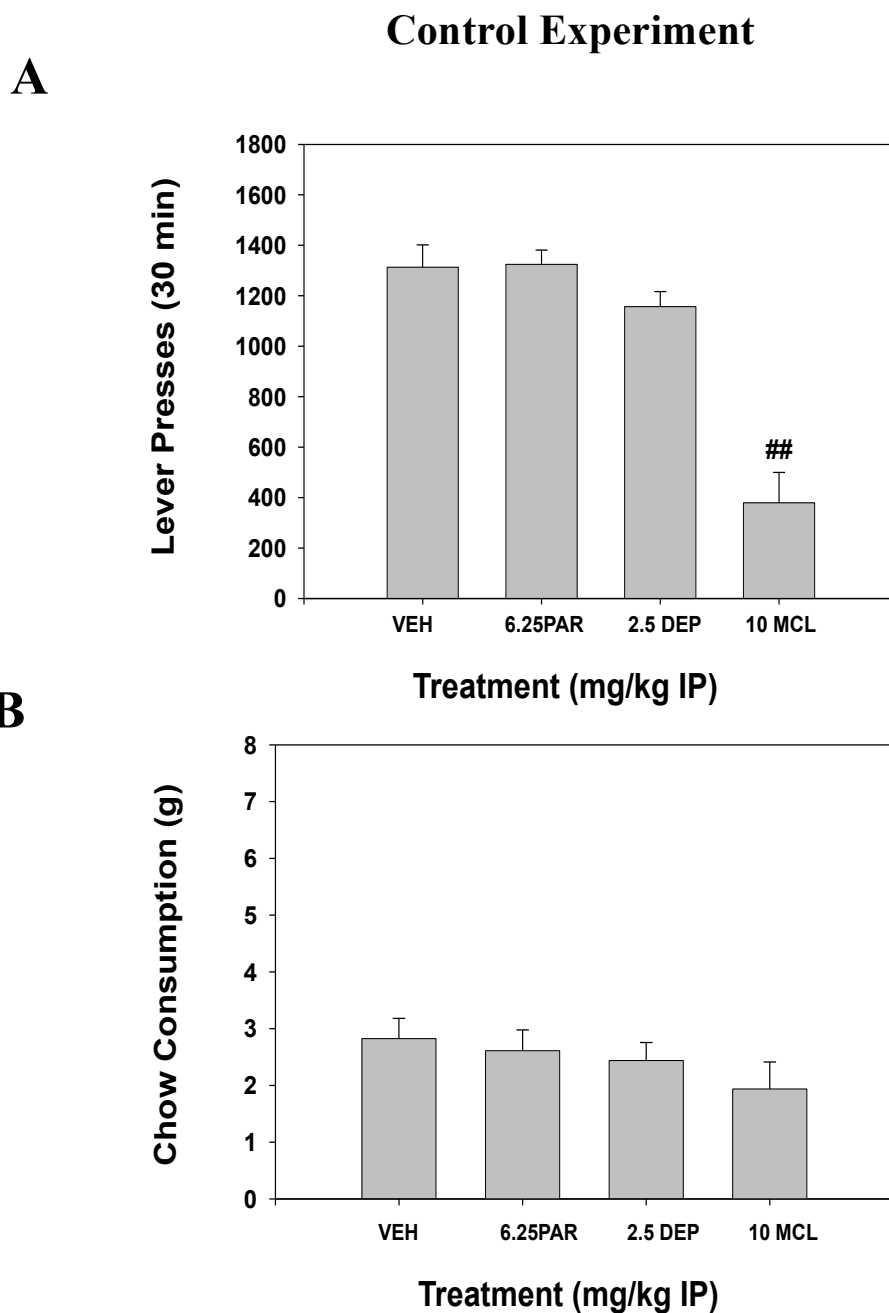 Control Experiment
A
1800
1600
1400
1200
1000
800
600
400
200
0
Lever Presses (30 min)
##
VEH 6.25PAR 2.5 DEP 10 MCL
Treatment (mg/kg IP)
B
8
7
6
5
4
3
2
1
0
Chow Consumption (g)
VEH 6.25PAR 2.5 DEP 10 MCL
Treatment (mg/kg IP)